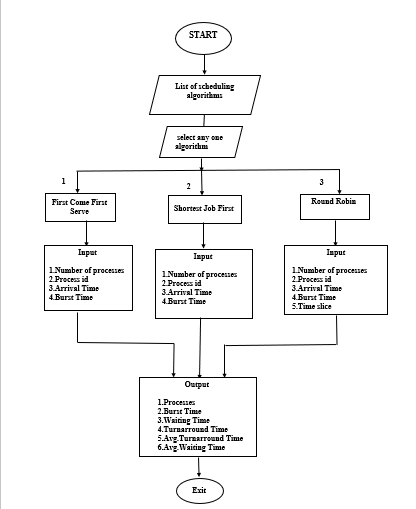 START
List of scheduling
algorithms
select any one
algorithm
1
2
3
First Come First
Serve
Shortest Job First
Round Robin
Input
1.Number of processes
2.Process id
3.Arrival Time
4.Burst Time
Input
1.Number of processes
2.Process id
3.Arrival Time
4.Burst Time
Input
1.Number of processes
2.Process id
3.Arrival Time
4.Burst Time
5.Time slice
Output
1.Processes
2.Burst Time
3.Waiting Time
4.Turnarround Time
5.Avg.Turnarround Time
6.Avg.Waiting Time
Exit